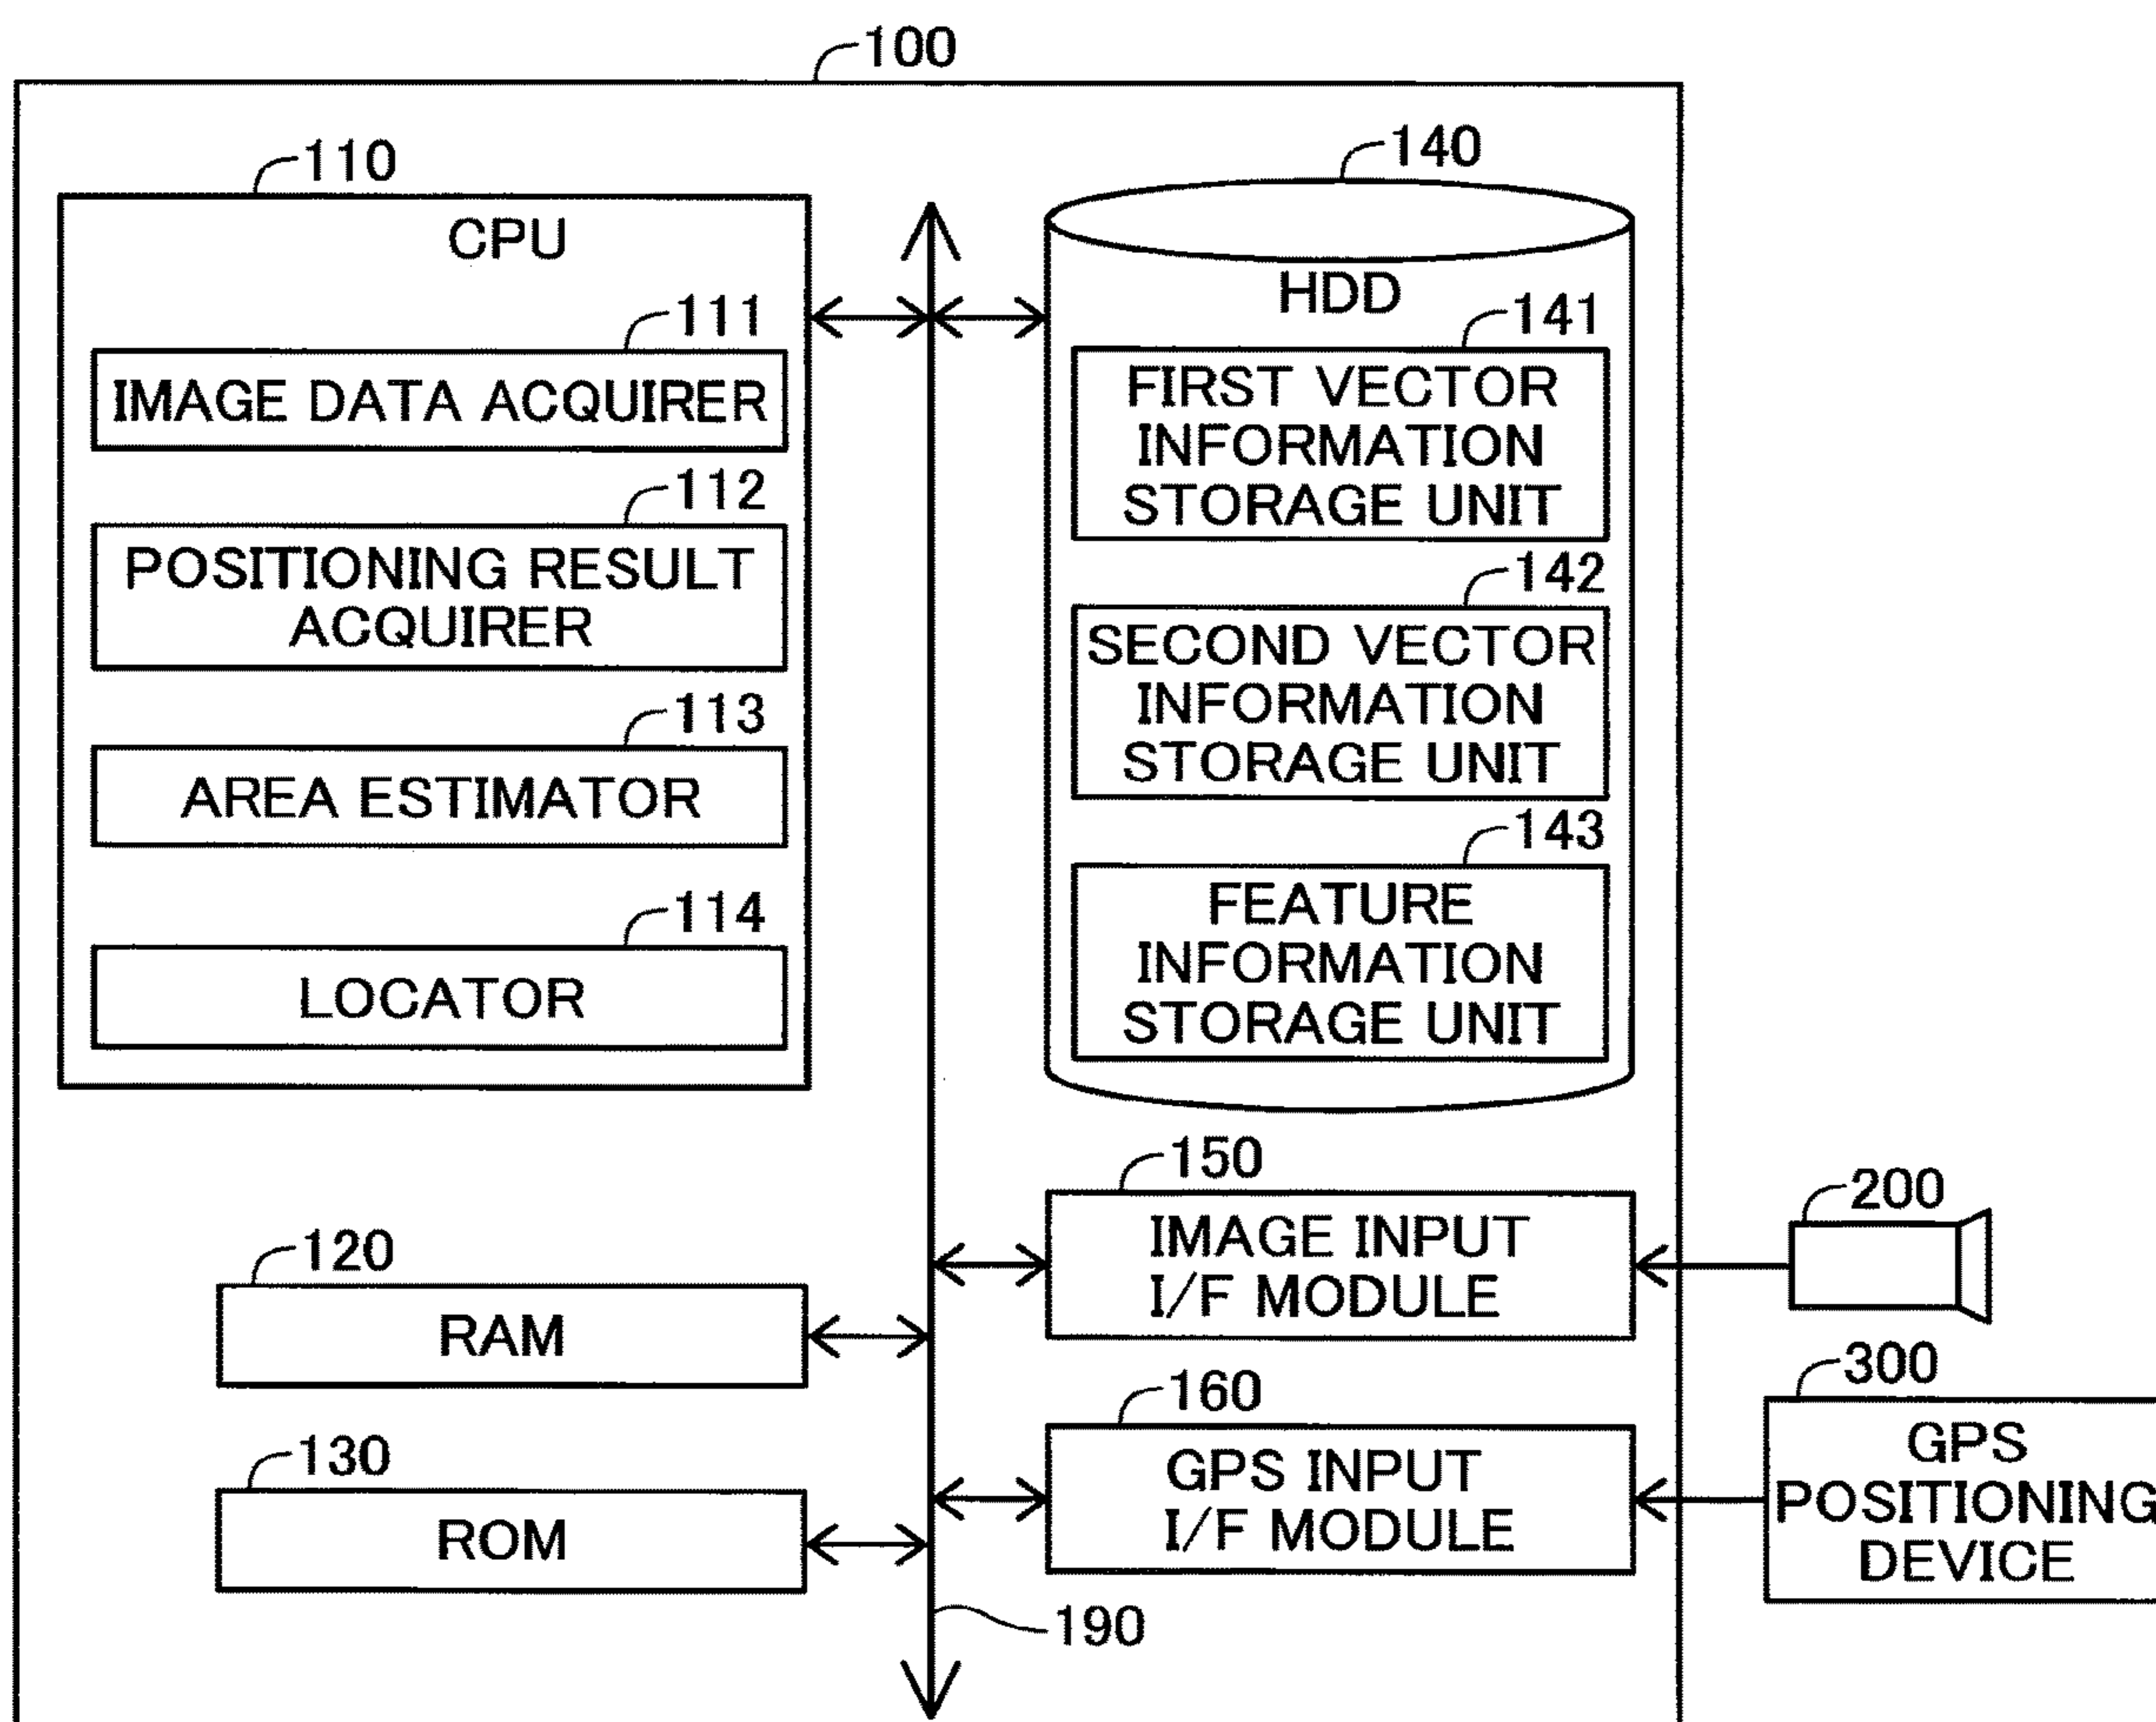 100
110
CPU
111
IMAGE DATA ACQUIRER
112
POSITIONING RESULT
ACQUIRER
113
AREA ESTIMATOR
114
LOCATOR
140
HDD
141
FIRST VECTOR
INFORMATION
STORAGE UNIT
142
SECOND VECTOR
INFORMATION
STORAGE UNIT
143
FEATURE
INFORMATION
STORAGE UNIT
120
RAM
130
ROM
150
IMAGE INPUT
I/F MODULE
160
GPS INPUT
I/F MODULE
190
200
300
GPS
POSITIONING
DEVICE